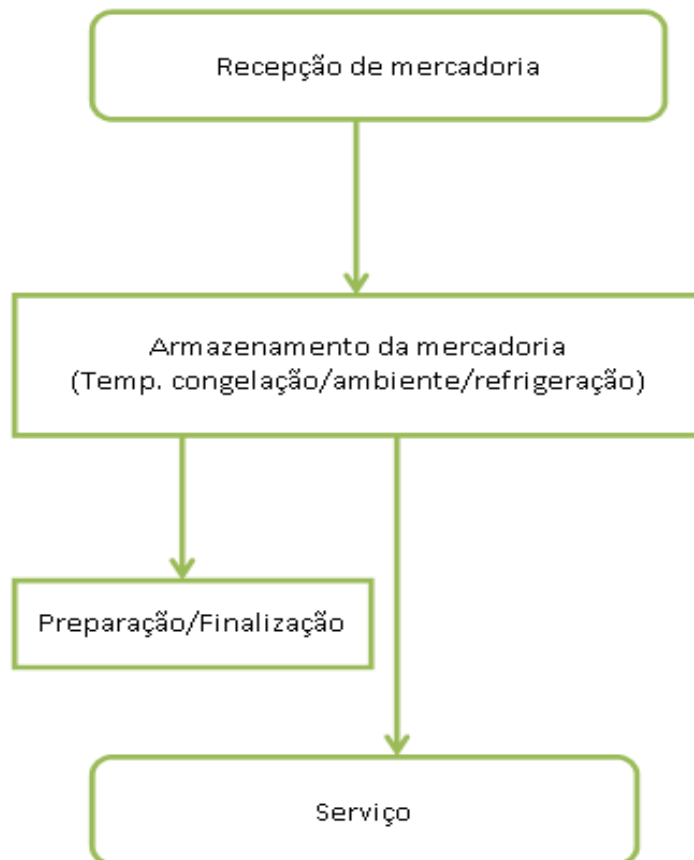 Recepção de mercadoria
Armazenamento da mercadoria
(Temp. congelação/ambiente/refrigeração)
Preparação/Finalização
Serviço